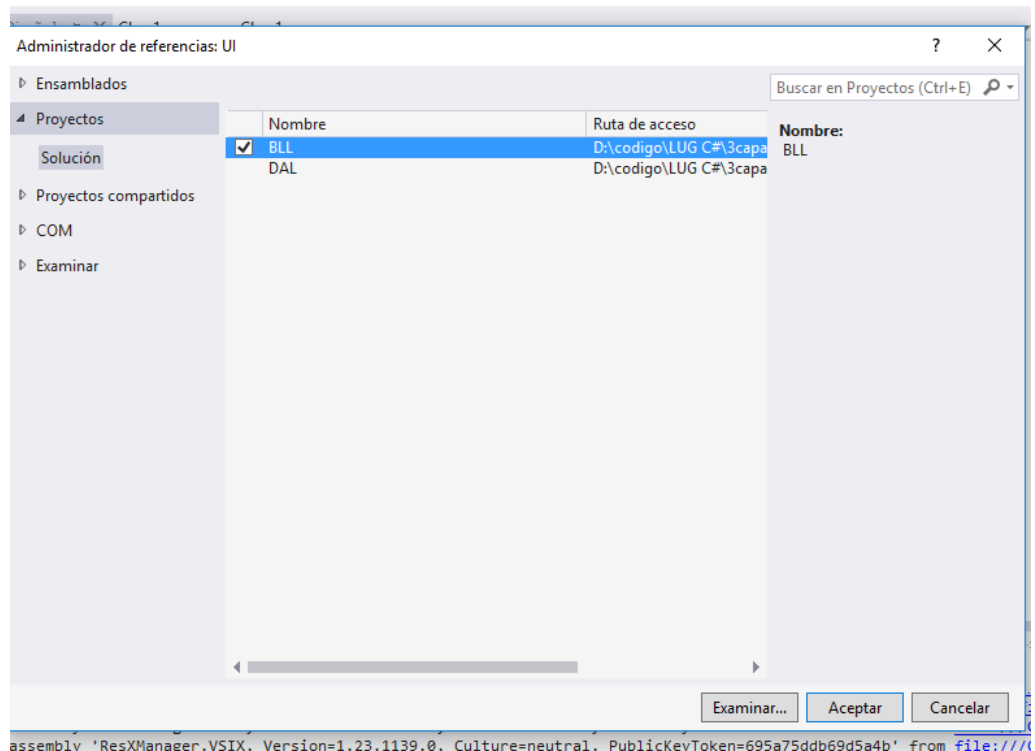 Administrador de referencias: UI
?
Ensamblados
Buscar en Proyectos (Ctrl+E)
Proyectos
Nombre
Ruta de acceso
Nombre:
BLL
D:\codigo\LUG C#\3capa
BLL
Solución
DAL
D:\codigo\LUG C#\3capa
Proyectos compartidos
COM
Examinar
Examinar...
Aceptar
Cancelar
assembly 'ResXManager.VSIX, Version=1.23.1139.0, Culture=neutral, PublicKeyToken=695a75ddb69d5a4b' from file:///